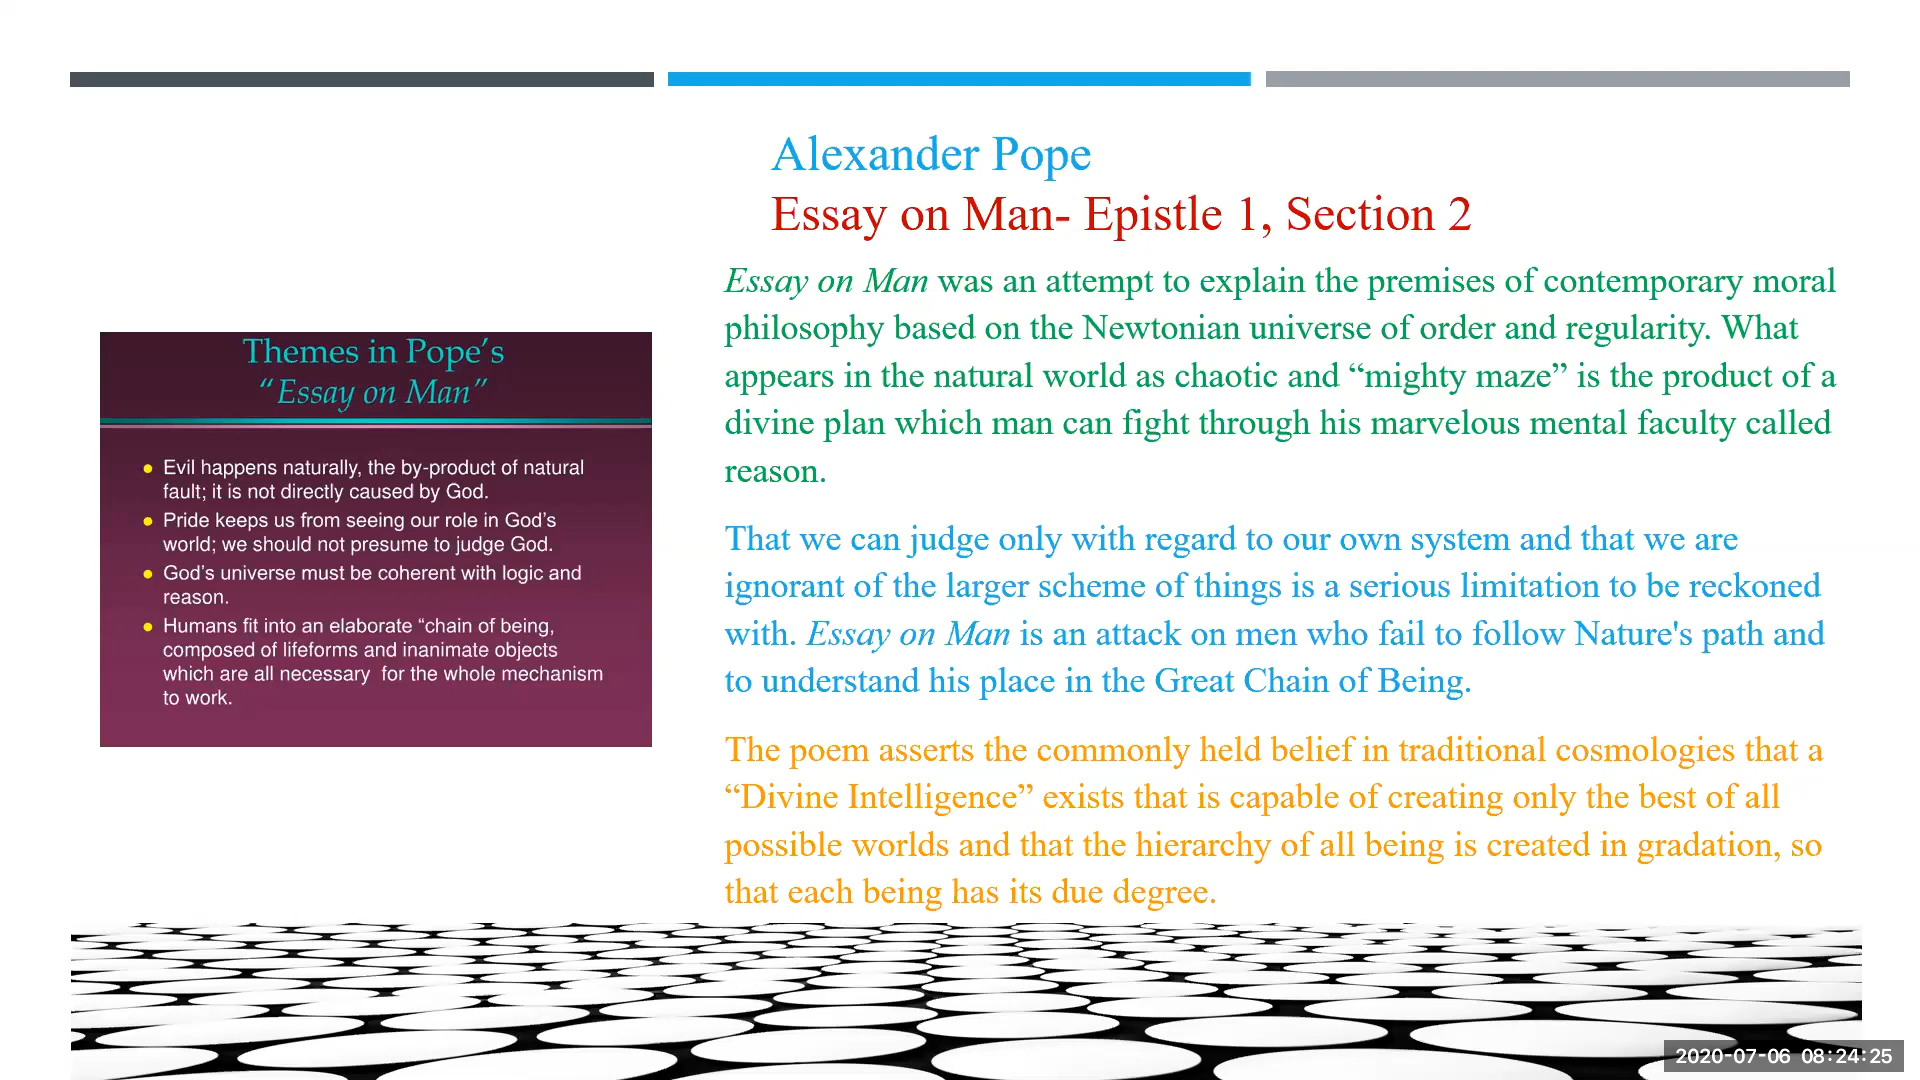 Alexander Pope
Essay on Man- Epistle 1, Section 2
Themes in Pope’s
“Essay on Man”
Evil happens naturally, the by-product of natural
fault; it is not directly caused by God.
Pride keeps us from seeing our role in God’s
world; we should not presume to judge God.
God’s universe must be coherent with logic and
reason.
Humans fit into an elaborate “chain of being,
composed of lifeforms and inanimate objects
which are all necessary for the whole mechanism
to work.
Essay on Man was an attempt to explain the premises of contemporary moral
philosophy based on the Newtonian universe of order and regularity. What
appears in the natural world as chaotic and “mighty maze” is the product of a
divine plan which man can fight through his marvelous mental faculty called
reason.
That we can judge only with regard to our own system and that we are
ignorant of the larger scheme of things is a serious limitation to be reckoned
with. Essay on Man is an attack on men who fail to follow Nature's path and
to understand his place in the Great Chain of Being.
The poem asserts the commonly held belief in traditional cosmologies that a
“Divine Intelligence” exists that is capable of creating only the best of all
possible worlds and that the hierarchy of all being is created in gradation, so
that each being has its due degree.
2020-07-06 08:24:25